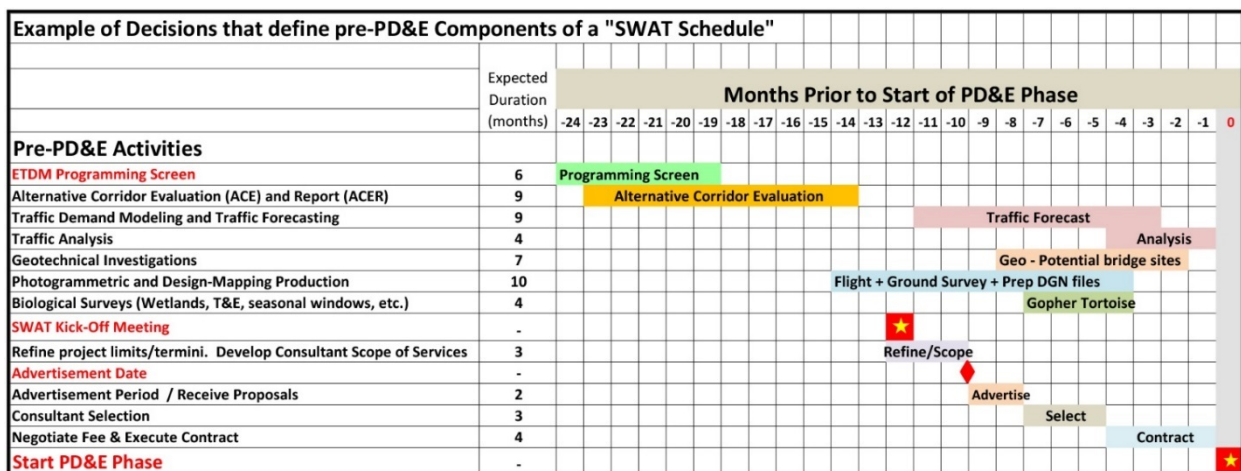 Example of Decisions that define pre-PD&E Components of a "SWAT Schedule"
Expected
Duration
(months)
Months Prior to Start of PD&E Phase
-24 -23 -22 -21 -20 -19 -18 -17 -16 -15 -14 -13 -12 -11 -10 -9 -8 -7 -6 -5 -4 -3 -2 -1 0
Pre-PD&E Activities
ETDM Programming Screen 6 Programming Screen
Alternative Corridor Evaluation (ACE) and Report (ACER) 9 Alternative Corridor Evaluation
Traffic Demand Modeling and Traffic Forecasting 9 Traffic Forecast
Traffic Analysis 4 Analysis
Geotechnical Investigations 7 Geo - Potential bridge sites
Photogrammetric and Design-Mapping Production 10 Flight + Ground Survey + Prep DGN files
Biological Surveys (Wetlands, T&E, seasonal windows, etc.) 4 Gopher Tortoise
SWAT Kick-Off Meeting -
Refine project limits/termini. Develop Consultant Scope of Services 3 Refine/Scope
Advertisement Date -
Advertisement Period / Receive Proposals 2 Advertise
Consultant Selection 3 Select
Negotiate Fee & Execute Contract 4 Contract
Start PD&E Phase -